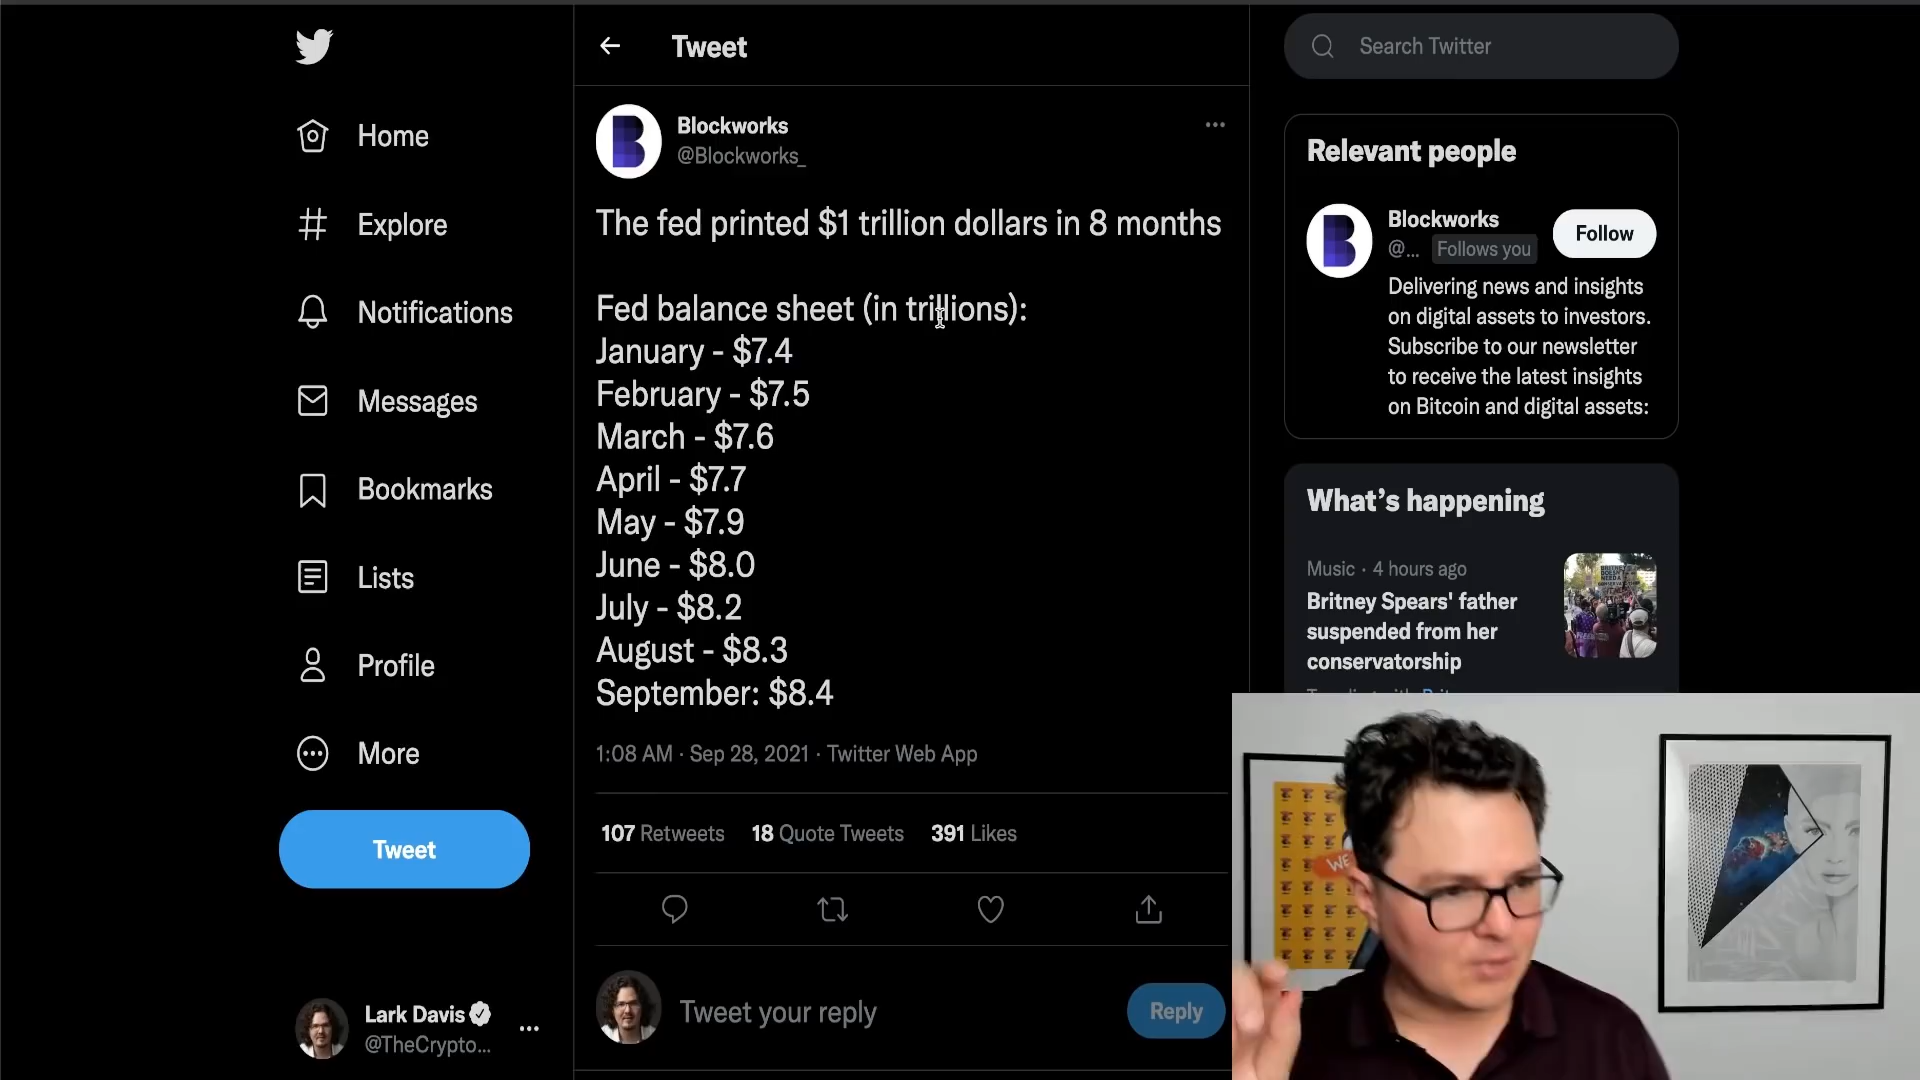 Tweet
Search Twitter
Home
Explore
Notifications
Messages
Bookmarks
Lists
Profile
More
Tweet
Lark Davis
@TheCrypto...
Blockworks
@Blockworks_
The fed printed $1 trillion dollars in 8 months
Fed balance sheet (in trillions):
January - $7.4
February - $7.5
March - $7.6
April - $7.7
May - $7.9
June - $8.0
July - $8.2
August - $8.3
September: $8.4
1:08 AM · Sep 28, 2021 · Twitter Web App
107 Retweets 18 Quote Tweets 391 Likes
Tweet your reply
Reply
Relevant people
Blockworks
@... Follows you
Follow
Delivering news and insights
on digital assets to investors.
Subscribe to our newsletter
to receive the latest insights
on Bitcoin and digital assets:
What's happening
Music · 4 hours ago
Britney Spears' father
suspended from her
conservatorship
WE